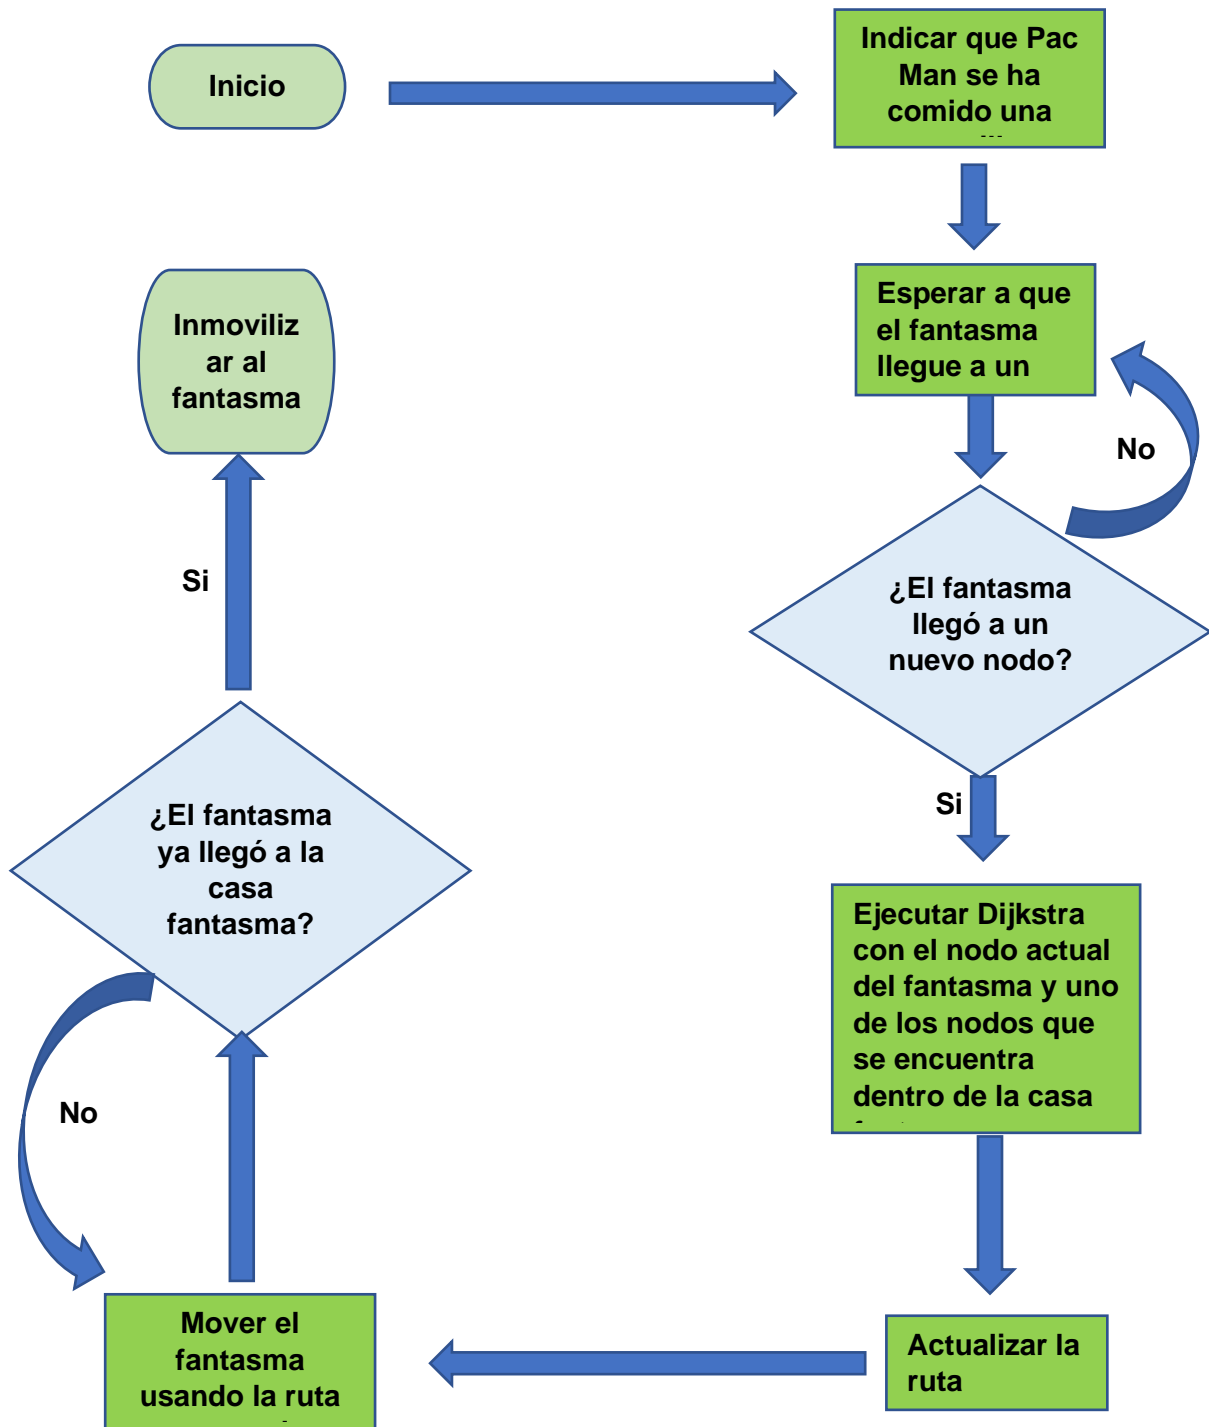 Inicio
Indicar que Pac
Man se ha
comido una
Esperar a que
el fantasma
llegue a un
No
¿El fantasma
llegó a un
nuevo nodo?
Si
Ejecutar Dijkstra
con el nodo actual
del fantasma y uno
de los nodos que
se encuentra
dentro de la casa
Actualizar la
ruta
Mover el
fantasma
usando la ruta
No
¿El fantasma
ya llegó a la
casa
fantasma?
Si
Inmoviliz
ar al
fantasma